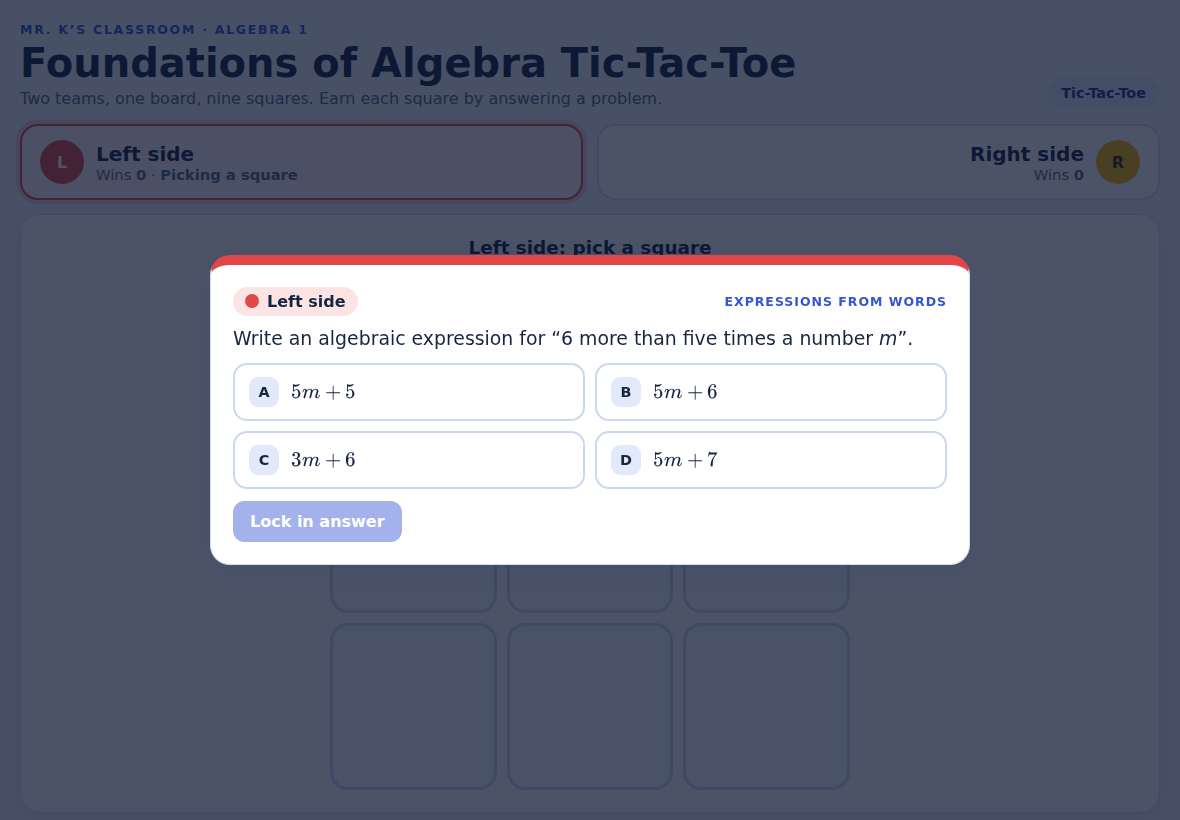 MR. K'S CLASSROOM · ALGEBRA 1
Foundations of Algebra Tic-Tac-Toe
Two teams, one board, nine squares. Earn each square by answering a problem.
Tic-Tac-Toe
L
Left side
Wins 0 · Picking a square
Right side
Wins 0
R
Left side: pick a square
Left side
EXPRESSIONS FROM WORDS
Write an algebraic expression for “6 more than five times a number m”.
A 5m + 5
B 5m + 6
C 3m + 6
D 5m + 7
Lock in answer